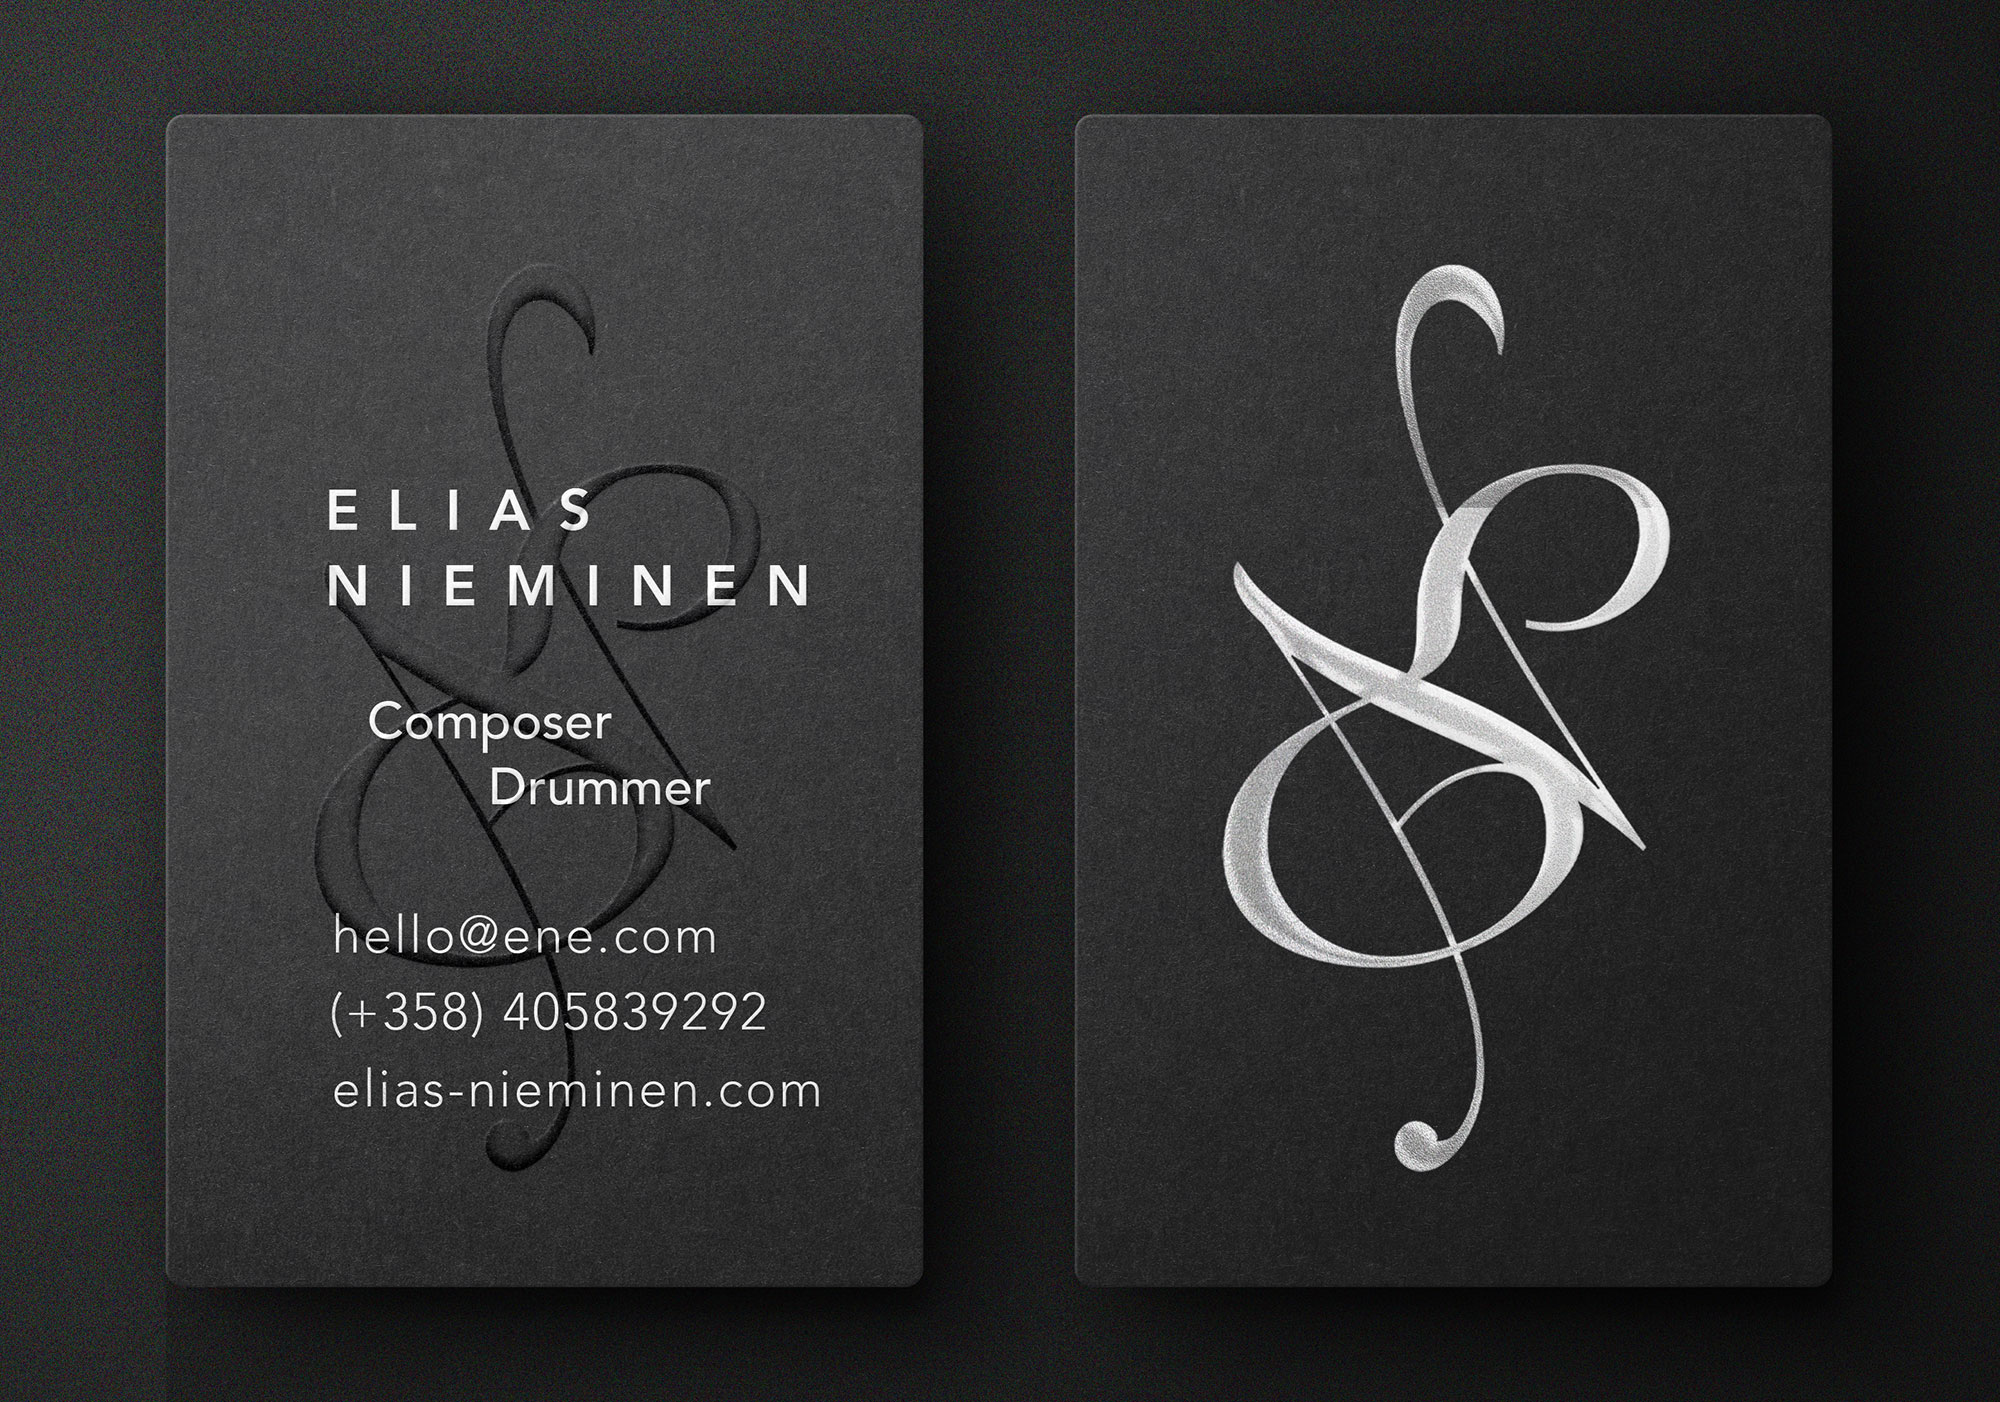 ELIAS
NIEMINEN
Composer
Drummer
hello@ene.com
(+358) 405839292
elias-nieminen.com